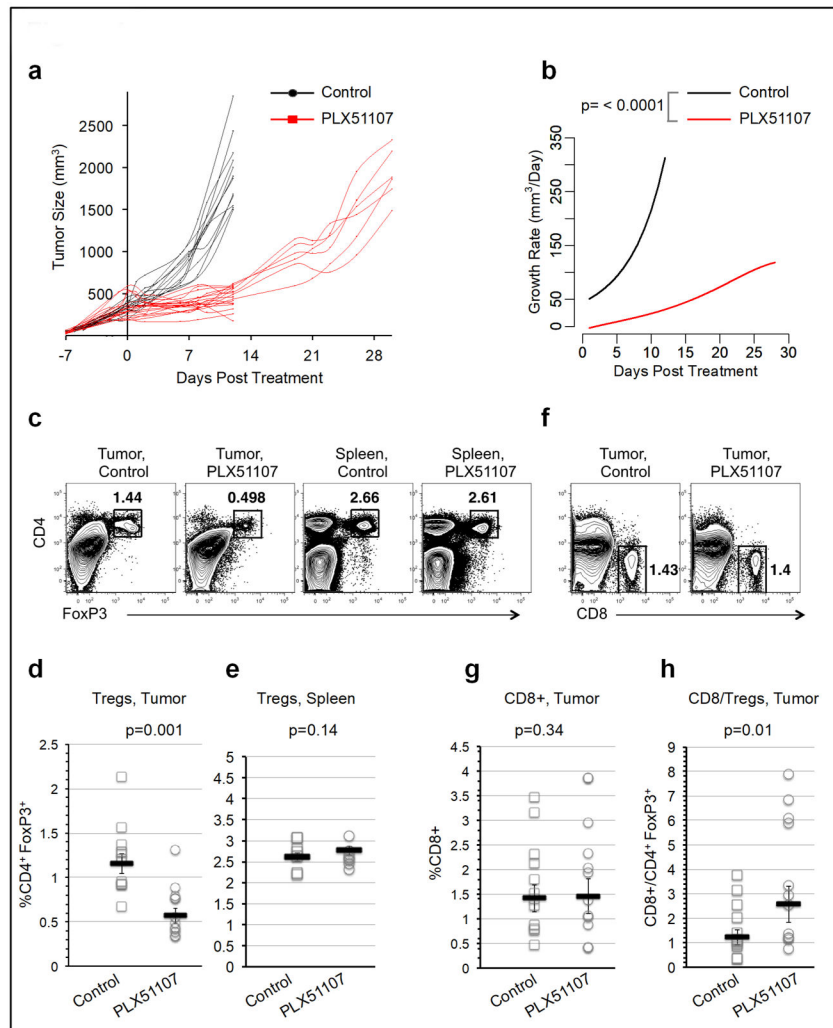 a
Control
PLX51107
Tumor Size (mm³)
2500
2000
1500
1000
500
-7
0
7
14
21
28
Days Post Treatment
b
p= < 0.0001
Control
PLX51107
Growth Rate (mm³/Day)
350
250
150
50
0
0
5
10
15
20
25
30
Days Post Treatment
c
Tumor,
Control
Tumor,
PLX51107
Spleen,
Control
Spleen,
PLX51107
1.44
0.498
2.66
2.61
CD4
FoxP3
f
Tumor,
Control
Tumor,
PLX51107
1.43
1.4
CD8
d
Tregs, Tumor
p=0.001
%CD4⁺ FoxP3⁺
2.5
2
1.5
1
0.5
0
Control
PLX51107
e
Tregs, Spleen
p=0.14
5
4.5
4
3.5
3
2.5
2
1.5
1
0.5
0
Control
PLX51107
g
CD8+, Tumor
p=0.34
%CD8+
4.5
4
3.5
3
2.5
2
1.5
1
0.5
0
Control
PLX51107
h
CD8/Tregs, Tumor
p=0.01
CD8+/CD4⁺ FoxP3⁺
9
8
7
6
5
4
3
2
1
0
Control
PLX51107